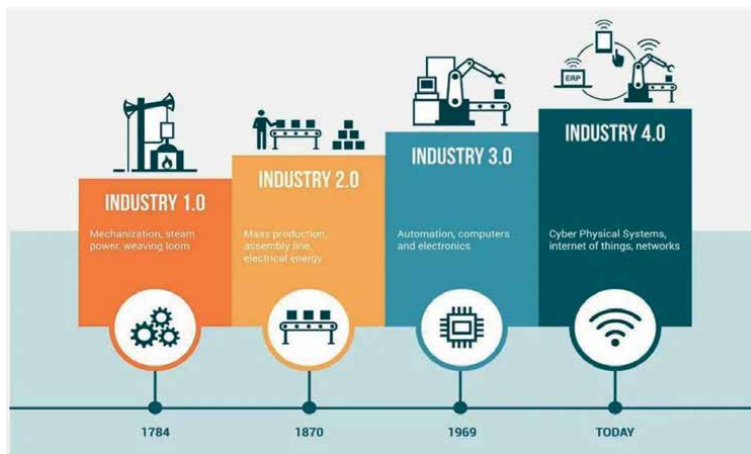 ERP
INDUSTRY 1.0
Mechanization, steam
power, weaving loom
INDUSTRY 2.0
Mass production,
assembly line,
electrical energy
INDUSTRY 3.0
Automation, computers
and electronics
INDUSTRY 4.0
Cyber Physical Systems,
internet of things, networks
1784
1870
1969
TODAY